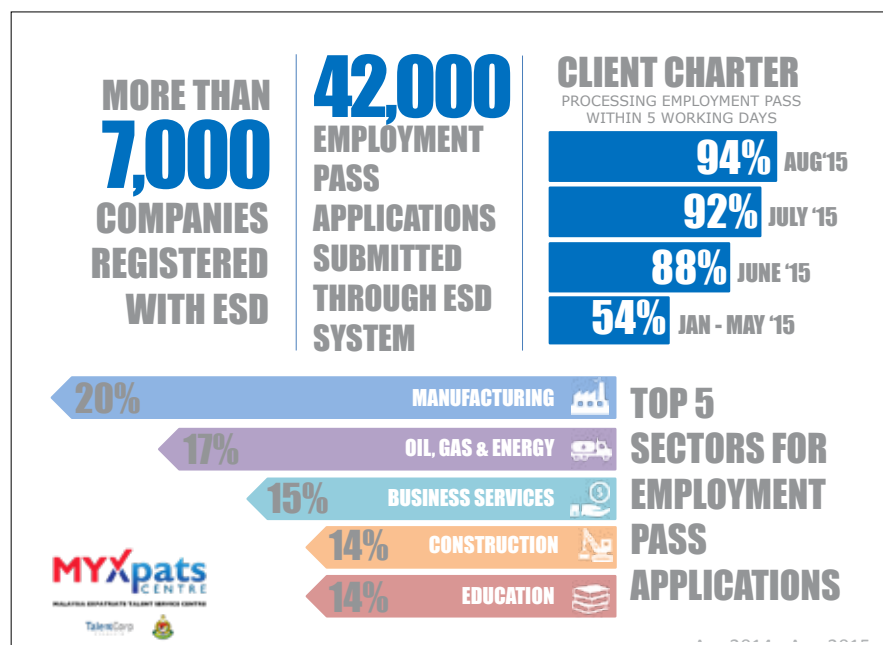 MORE THAN
7,000
COMPANIES
REGISTERED
WITH ESD
42,000
EMPLOYMENT
PASS
APPLICATIONS
SUBMITTED
THROUGH ESD
SYSTEM
CLIENT CHARTER
PROCESSING EMPLOYMENT PASS
WITHIN 5 WORKING DAYS
94% AUG‘15
92% JULY ‘15
88% JUNE ‘15
54% JAN - MAY ‘15
20% MANUFACTURING
17% OIL, GAS & ENERGY
15% BUSINESS SERVICES
14% CONSTRUCTION
14% EDUCATION
TOP 5
SECTORS FOR
EMPLOYMENT
PASS
APPLICATIONS
MYXpats
CENTRE
MALAYSIA EXPATRIATE TALENT SERVICE CENTRE
TalentCorp